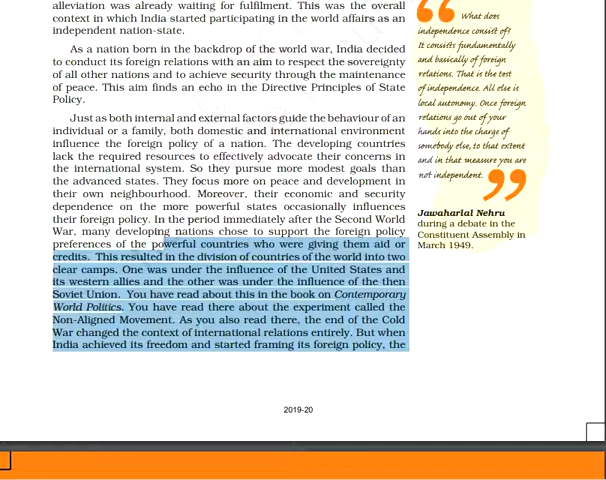 alleviation was already waiting for fulfilment. This was the overall
context in which India started participating in the world affairs as an
independent nation-state.
As a nation born in the backdrop of the world war, India decided
to conduct its foreign relations with an aim to respect the sovereignty
of all other nations and to achieve security through the maintenance
of peace. This aim finds an echo in the Directive Principles of State
Policy.
Just as both internal and external factors guide the behaviour of an
individual or a family, both domestic and international environment
influence the foreign policy of a nation. The developing countries
lack the required resources to effectively advocate their concerns in
the international system. So they pursue more modest goals than
the advanced states. They focus more on peace and development in
their own neighbourhood. Moreover, their economic and security
dependence on the more powerful states occasionally influences
their foreign policy. In the period immediately after the Second World
War, many developing nations chose to support the foreign policy
preferences of the powerful countries who were giving them aid or
credits. This resulted in the division of countries of the world into two
clear camps. One was under the influence of the United States and
its western allies and the other was under the influence of the then
Soviet Union. You have read about this in the book on Contemporary
World Politics. You have read there about the experiment called the
Non-Aligned Movement. As you also read there, the end of the Cold
War changed the context of international relations entirely. But when
India achieved its freedom and started framing its foreign policy, the
“ What does
independence consist of?
It consists fundamentally
and basically of foreign
relations. That is the test
of independence. All else is
local autonomy. Once foreign
relations go out of your
hands into the charge of
somebody else, to that extent
and in that measure you are
not independent. ”
Jawaharlal Nehru
during a debate in the
Constituent Assembly in
March 1949.
2019-20